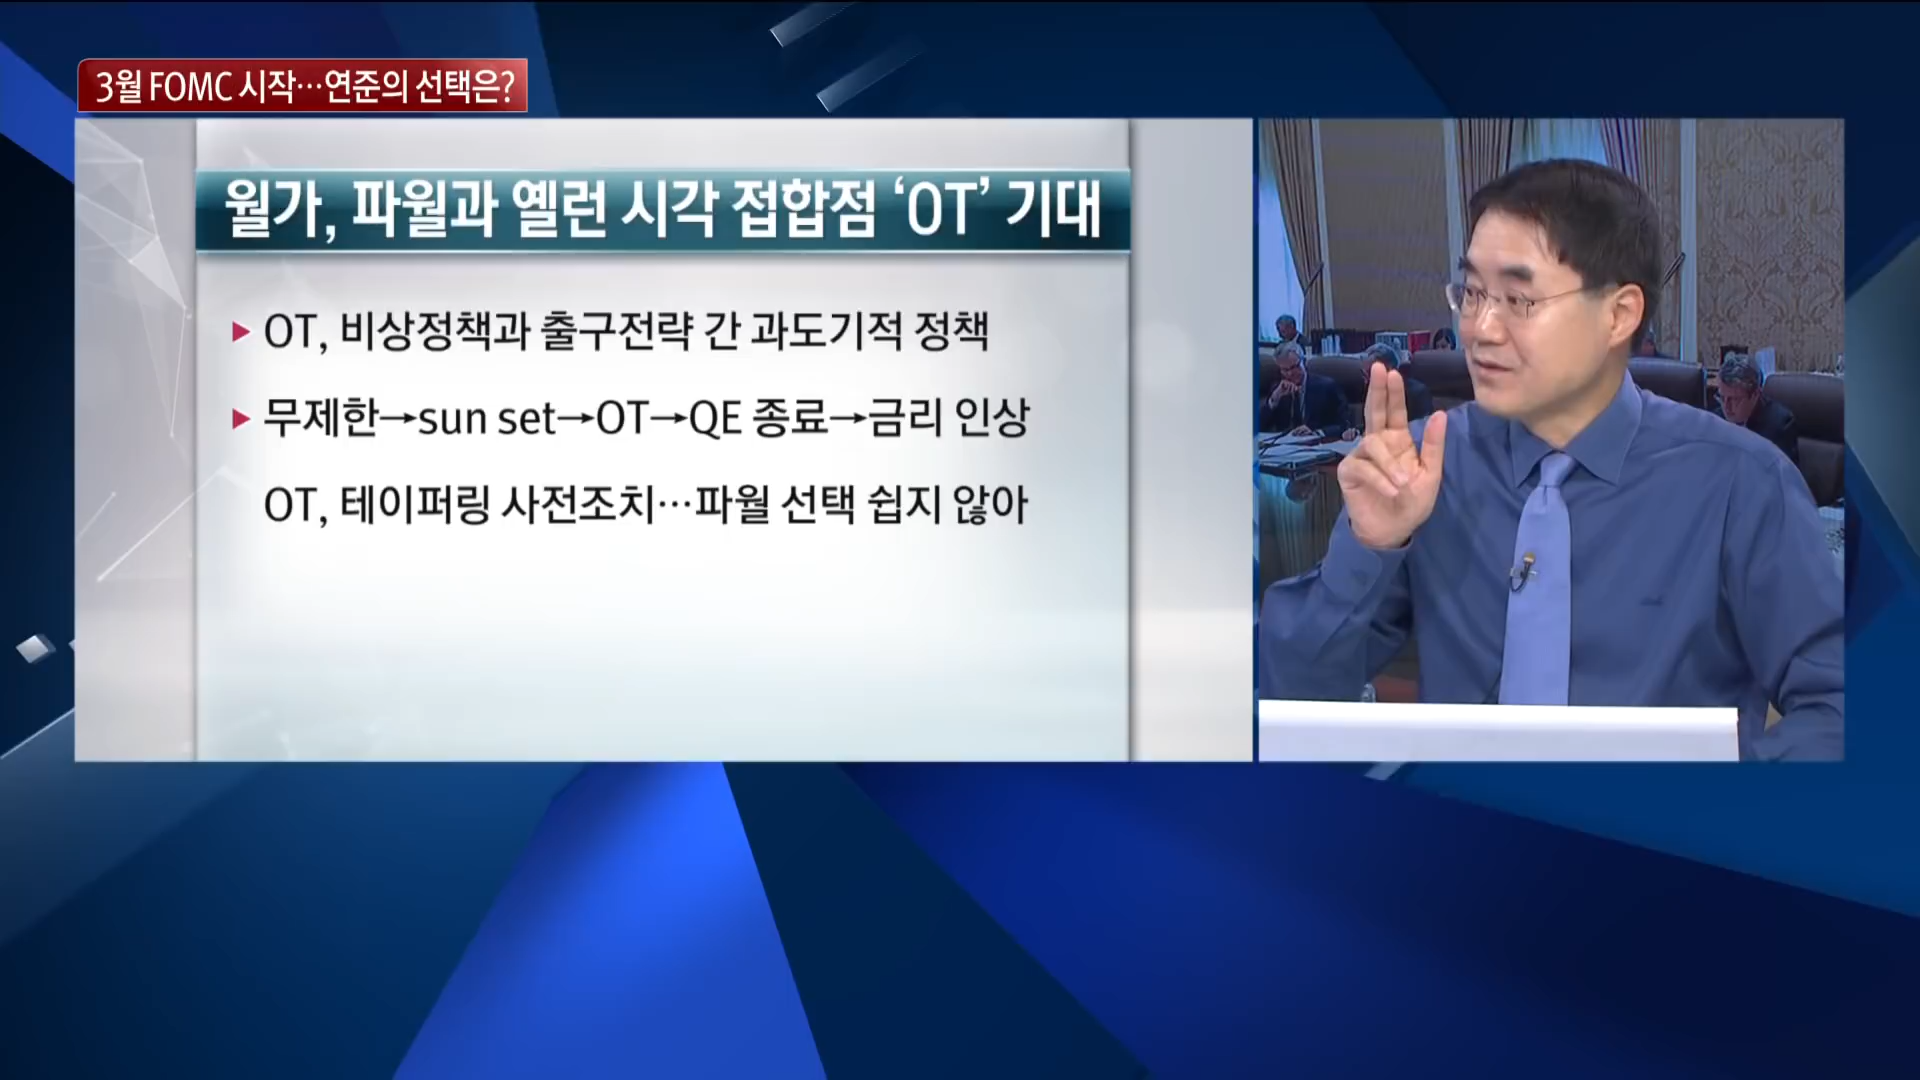 3월 FOMC 시작…연준의 선택은?
월가, 파월과 옐런 시각 접합점 ‘OT’ 기대
▶ OT, 비상정책과 출구전략 간 과도기적 정책
▶ 무제한→sun set→OT→QE 종료→금리 인상
OT, 테이퍼링 사전조치…파월 선택 쉽지 않아